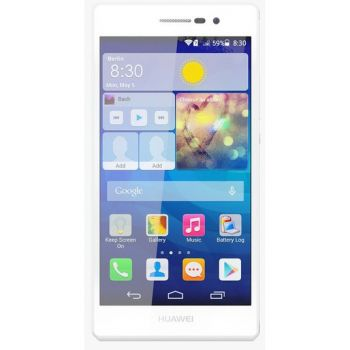 59% 8:30
Berlin
8:30
Mon, May 5
Bach
Add Add
Google
Keep Screen On
Gallery
Music
Battery Log
HUAWEI